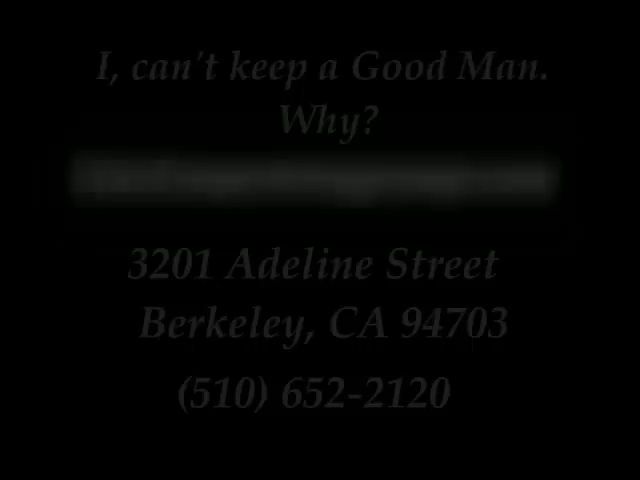 I, can't keep a Good Man.
Why?
3201 Adeline Street
Berkeley, CA 94703
(510) 652-2120